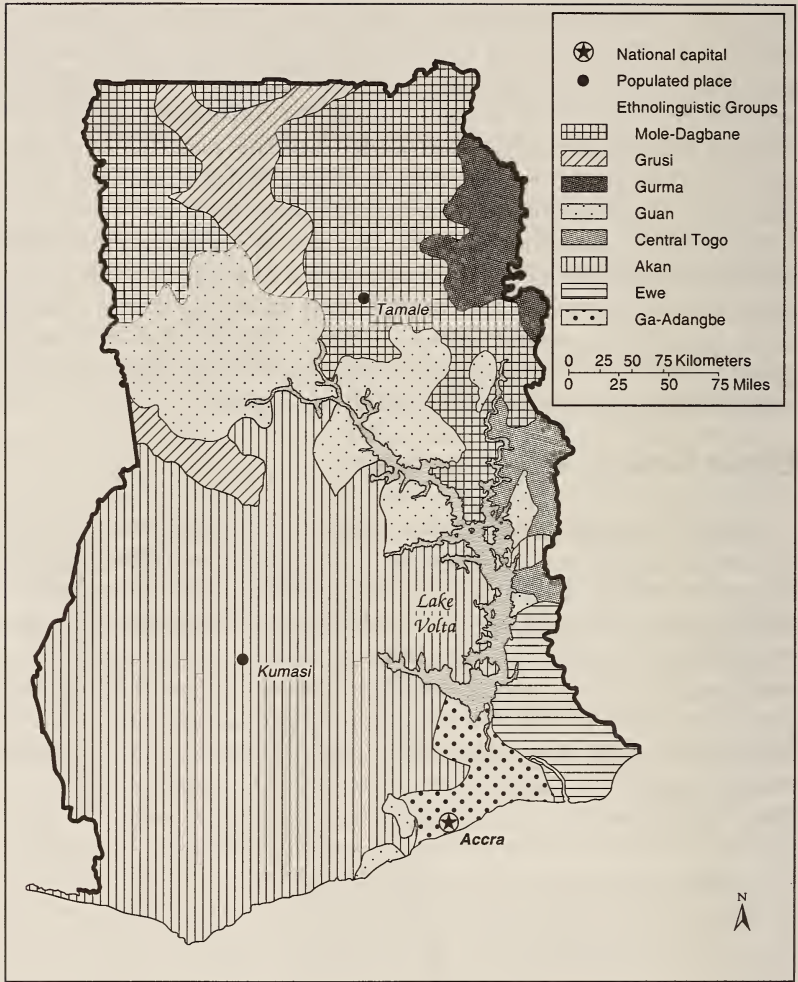 National capital
Populated place
Ethnolinguistic Groups
Mole-Dagbane
Grusi
Gurma
Guan
Central Togo
Akan
Ewe
Ga-Adangbe
0 25 50 75 Kilometers
0 25 50 75 Miles
Tamale
Lake
Volta
Kumasi
Accra
N